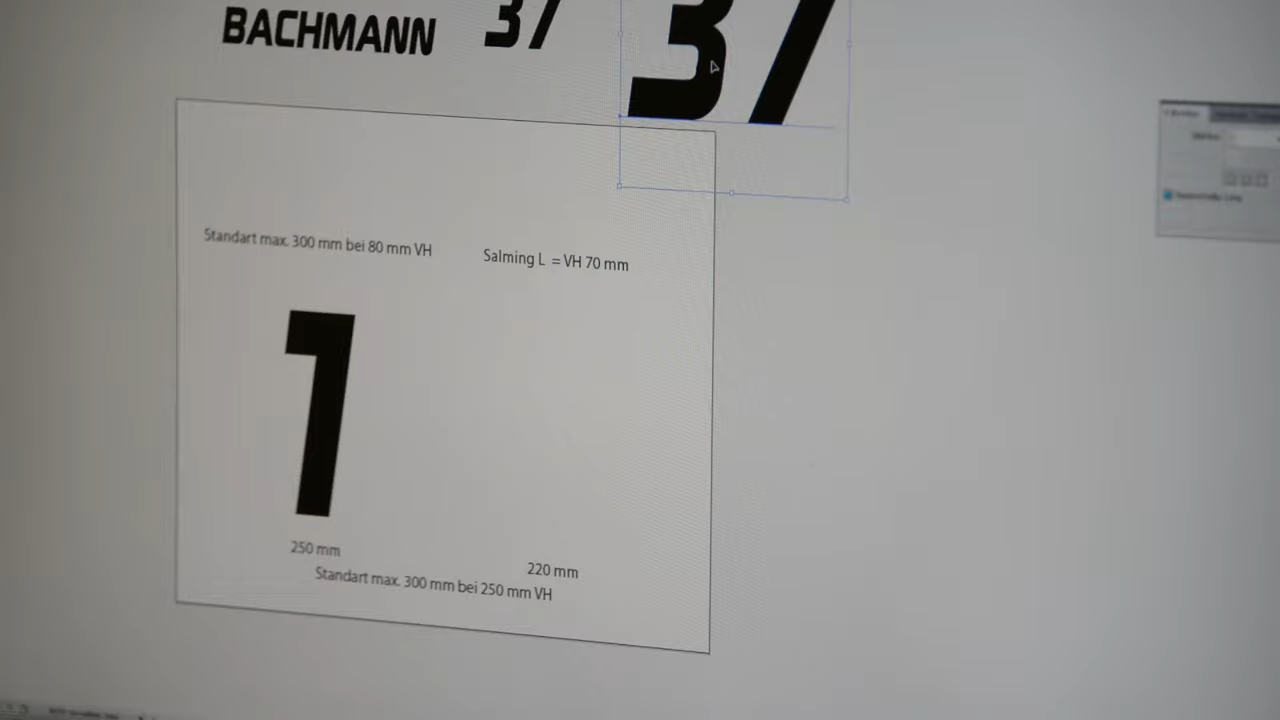 BACHMANN
37
37
Standart max. 300 mm bei 80 mm VH
Salming L = VH 70 mm
1
250 mm
220 mm
Standart max. 300 mm bei 250 mm VH